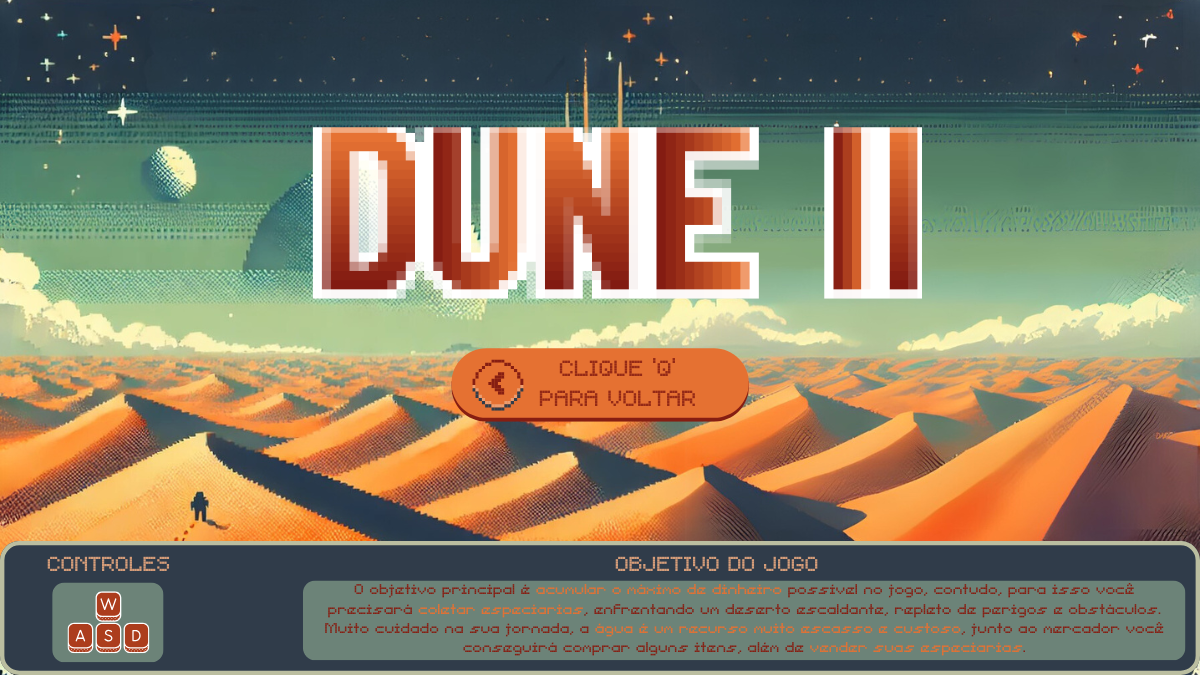 DUNE II
CLIQUE 'Q'
PARA VOLTAR
CONTROLES
W
A S D
OBJETIVO DO JOGO
O objetivo principal é acumular o máximo de dinheiro possível no jogo, contudo, para isso você
precisará coletar especiarias, enfrentando um deserto escaldante, repleto de perigos e obstáculos.
Muito cuidado na sua jornada, a água é um recurso muito escasso e custoso, junto ao mercador você
conseguirá comprar alguns itens, além de vender suas especiarias.